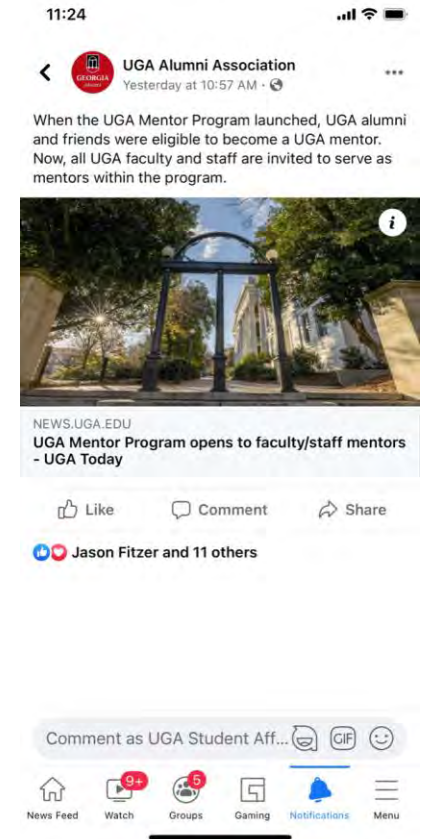 11:24
UGA Alumni Association
Yesterday at 10:57 AM ·
When the UGA Mentor Program launched, UGA alumni
and friends were eligible to become a UGA mentor.
Now, all UGA faculty and staff are invited to serve as
mentors within the program.
i
NEWS.UGA.EDU
UGA Mentor Program opens to faculty/staff mentors
- UGA Today
Like Comment Share
Jason Fitzer and 11 others
Comment as UGA Student Aff... GIF
9+ 5
News Feed Watch Groups Gaming Notifications Menu